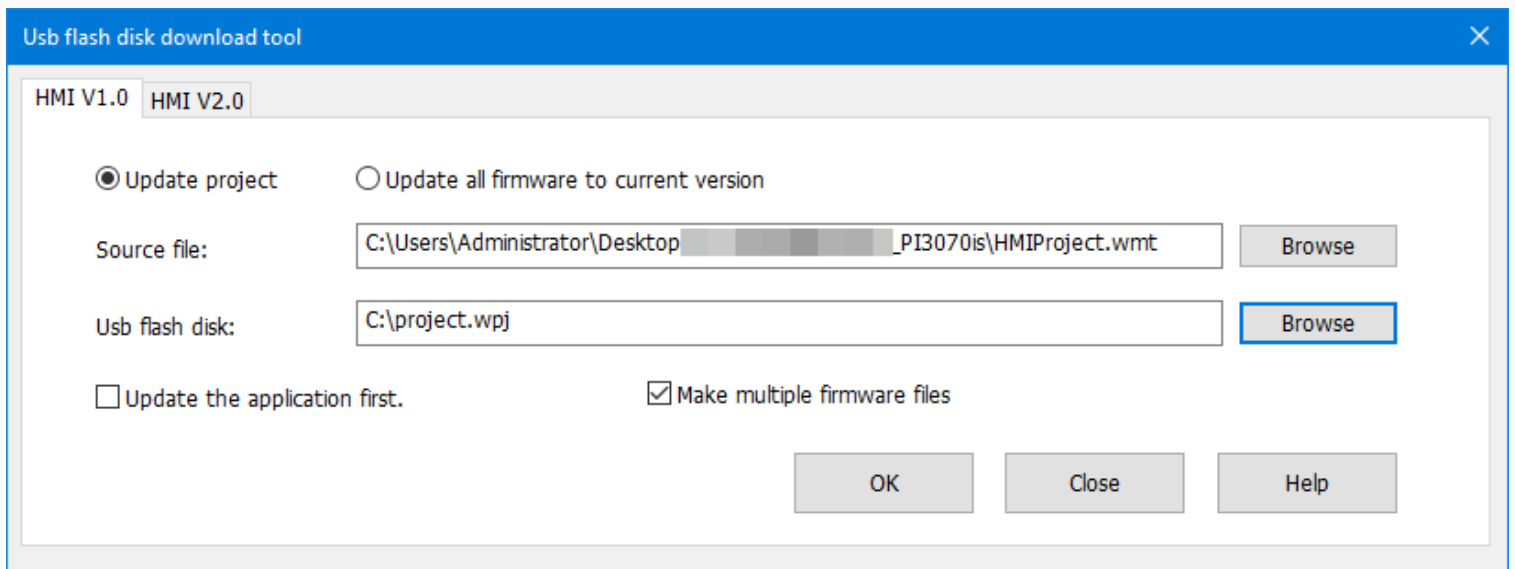 Usb flash disk download tool
HMI V1.0 HMI V2.0
Update project Update all firmware to current version
Source file: C:\Users\Administrator\Desktop _PI3070is\HMIProject.wmt Browse
Usb flash disk: C:\project.wpj Browse
Update the application first. Make multiple firmware files
OK Close Help